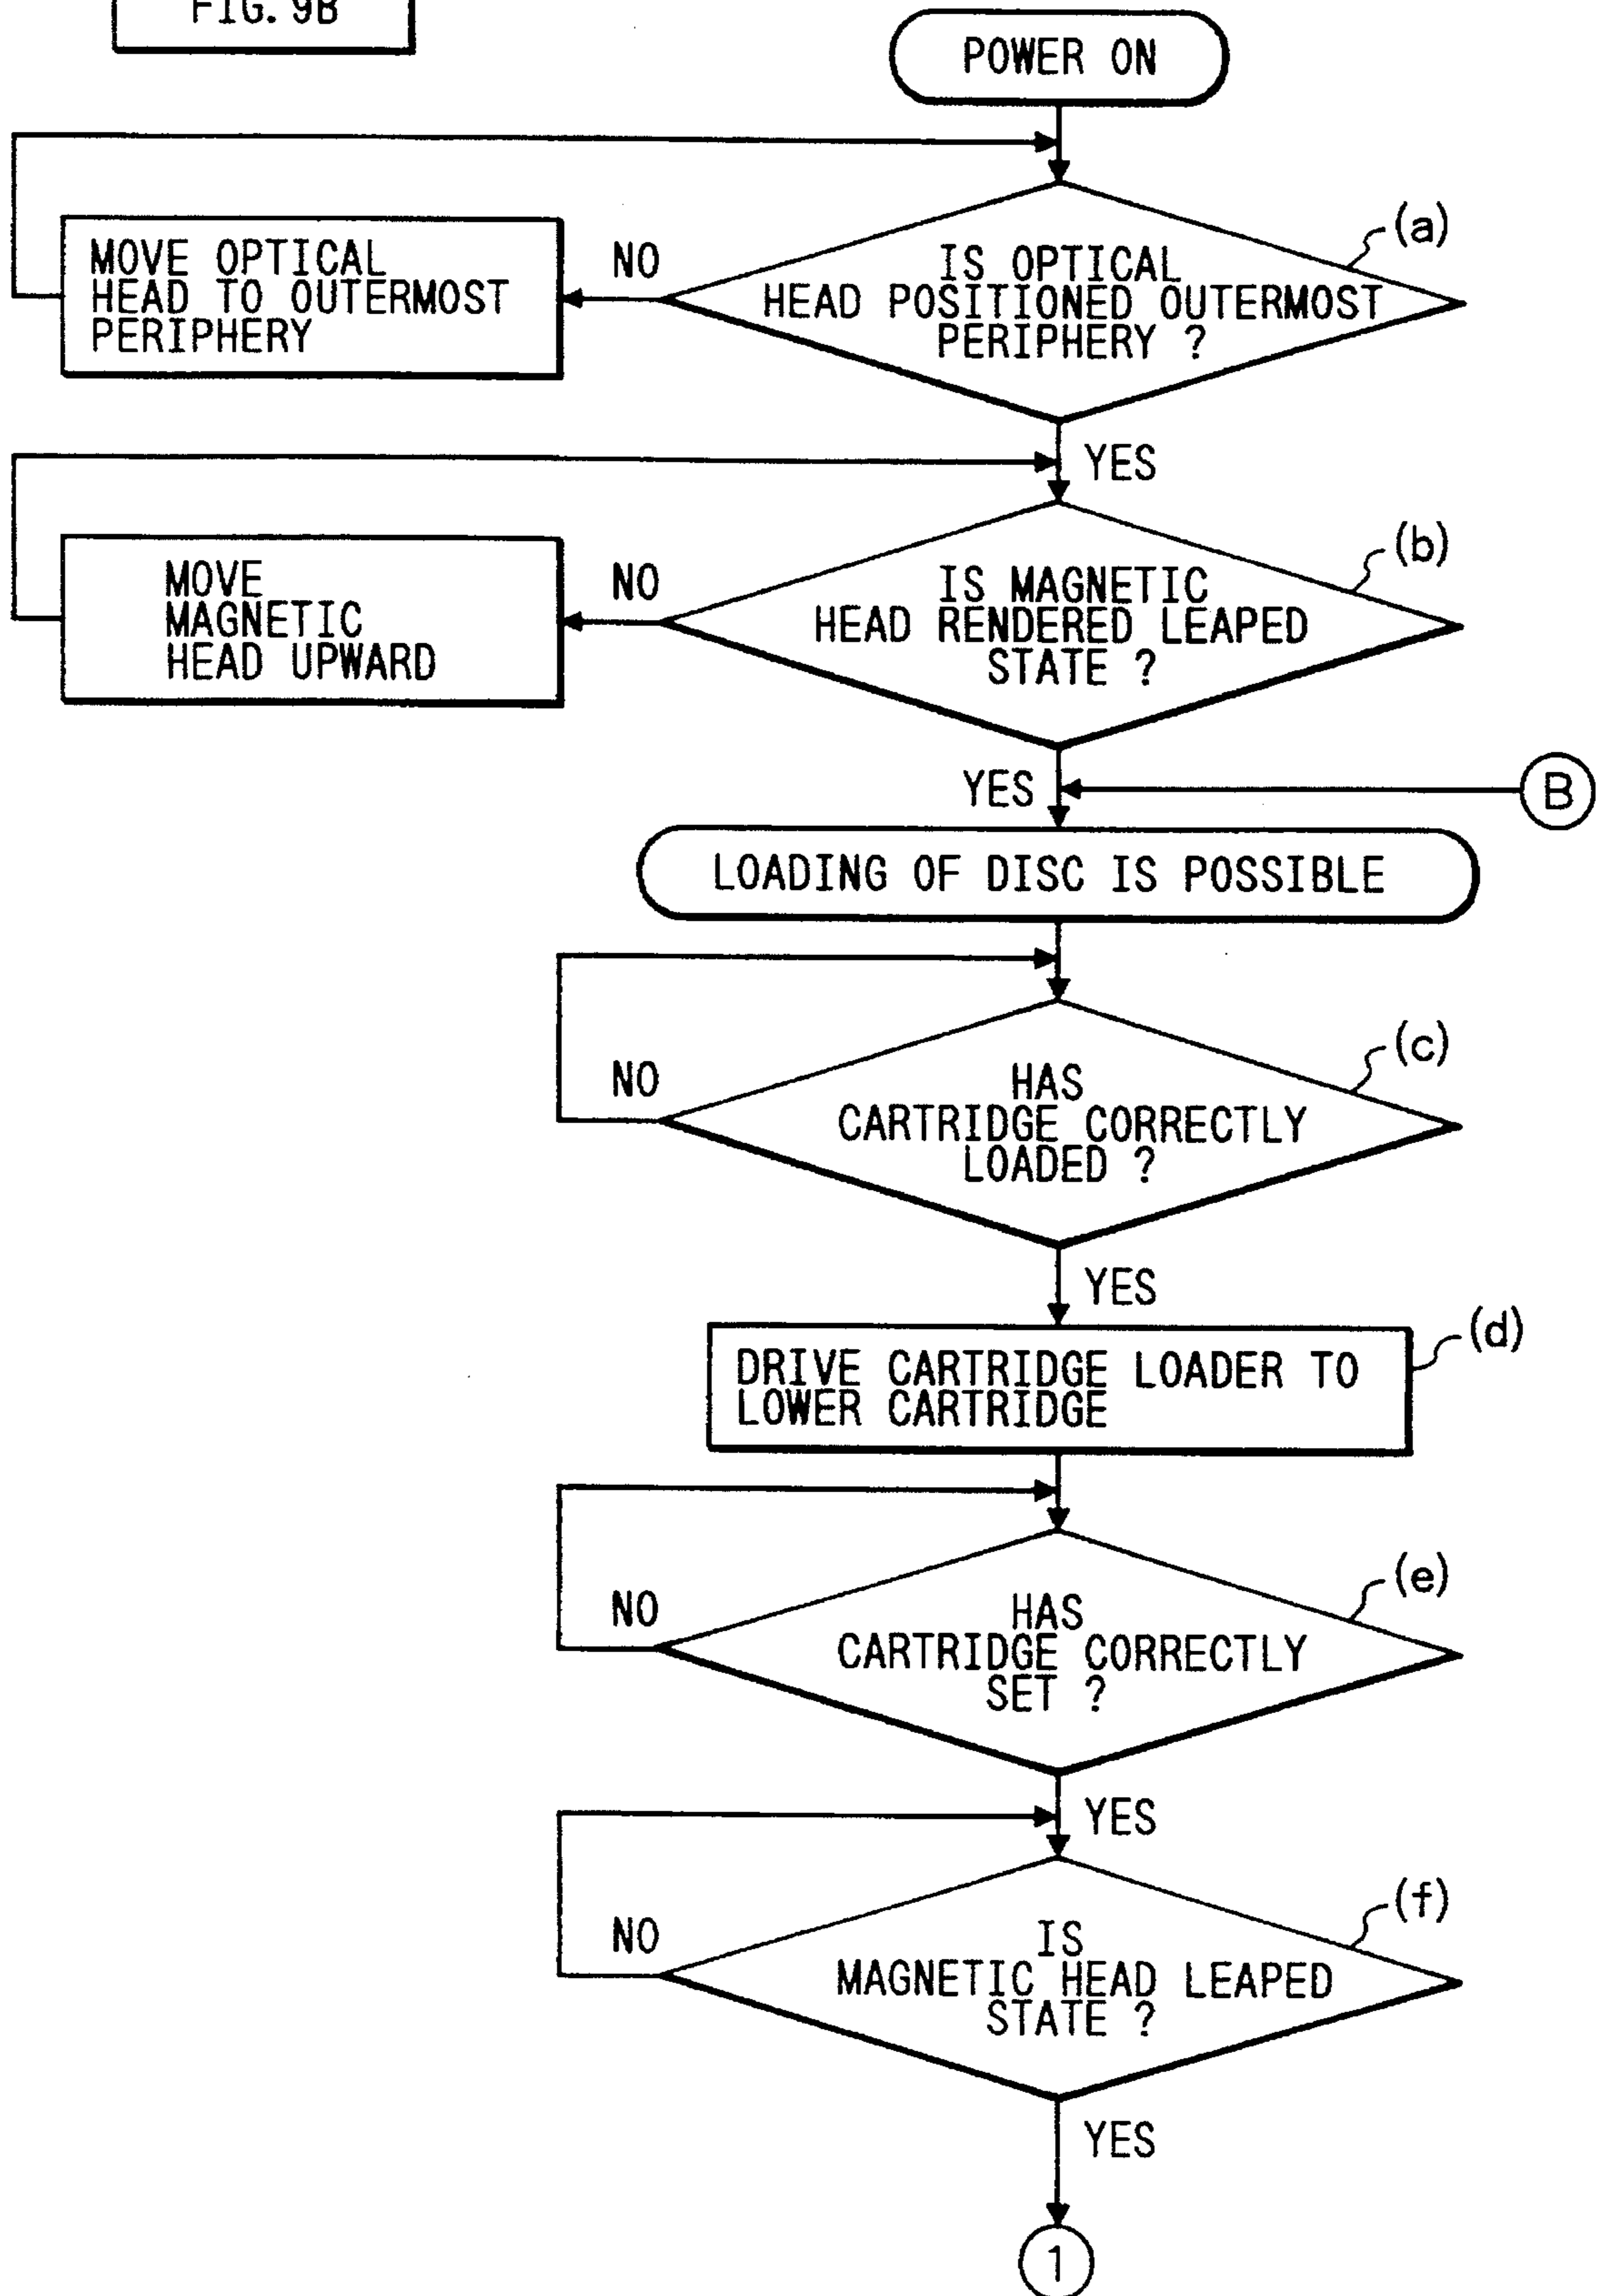 FIG. 9B
POWER ON
(a)
IS OPTICAL
HEAD POSITIONED OUTERMOST
PERIPHERY ?
NO
MOVE OPTICAL
HEAD TO OUTERMOST
PERIPHERY
YES
(b)
IS MAGNETIC
HEAD RENDERED LEAPED
STATE ?
NO
MOVE
MAGNETIC
HEAD UPWARD
YES
B
LOADING OF DISC IS POSSIBLE
(c)
HAS
CARTRIDGE CORRECTLY
LOADED ?
NO
YES
(d)
DRIVE CARTRIDGE LOADER TO
LOWER CARTRIDGE
(e)
HAS
CARTRIDGE CORRECTLY
SET ?
NO
YES
(f)
IS
MAGNETIC HEAD LEAPED
STATE ?
NO
YES
1